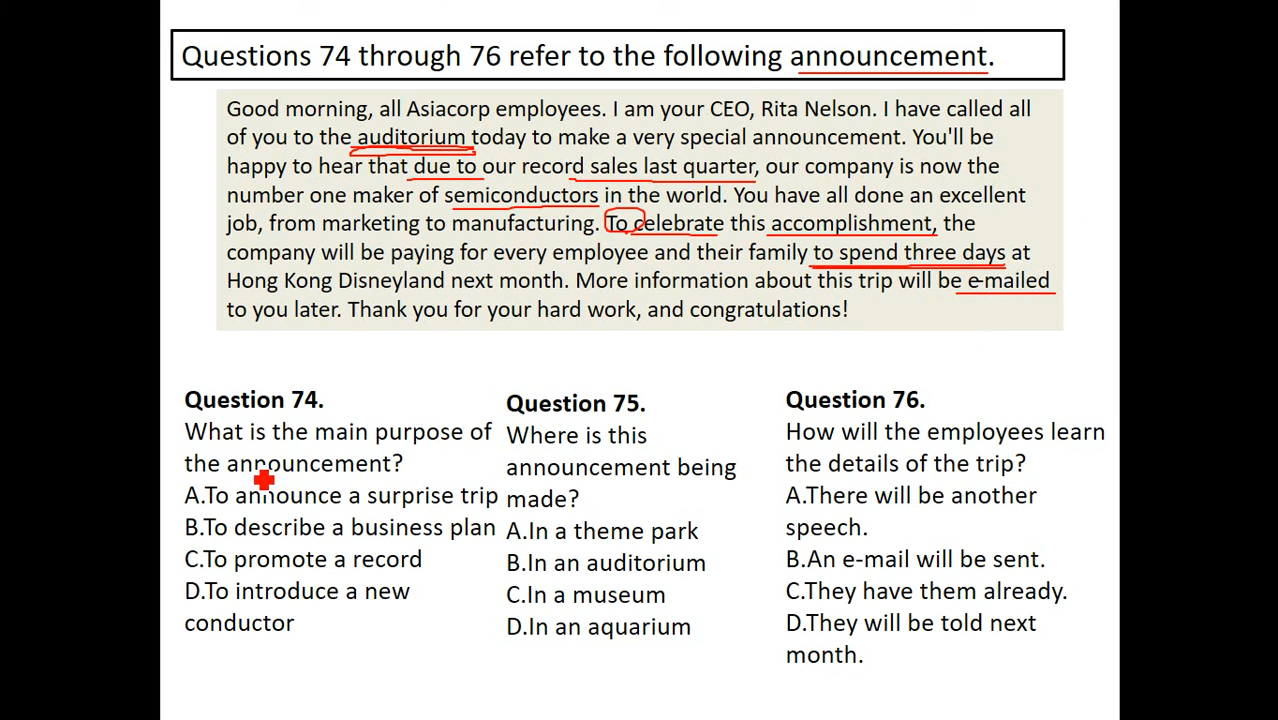 Questions 74 through 76 refer to the following announcement.
Good morning, all Asiacorp employees. I am your CEO, Rita Nelson. I have called all
of you to the auditorium today to make a very special announcement. You'll be
happy to hear that due to our record sales last quarter, our company is now the
number one maker of semiconductors in the world. You have all done an excellent
job, from marketing to manufacturing. To celebrate this accomplishment, the
company will be paying for every employee and their family to spend three days at
Hong Kong Disneyland next month. More information about this trip will be e-mailed
to you later. Thank you for your hard work, and congratulations!
Question 74.
What is the main purpose of
the announcement?
A.To announce a surprise trip
B.To describe a business plan
C.To promote a record
D.To introduce a new
conductor
Question 75.
Where is this
announcement being
made?
A.In a theme park
B.In an auditorium
C.In a museum
D.In an aquarium
Question 76.
How will the employees learn
the details of the trip?
A.There will be another
speech.
B.An e-mail will be sent.
C.They have them already.
D.They will be told next
month.